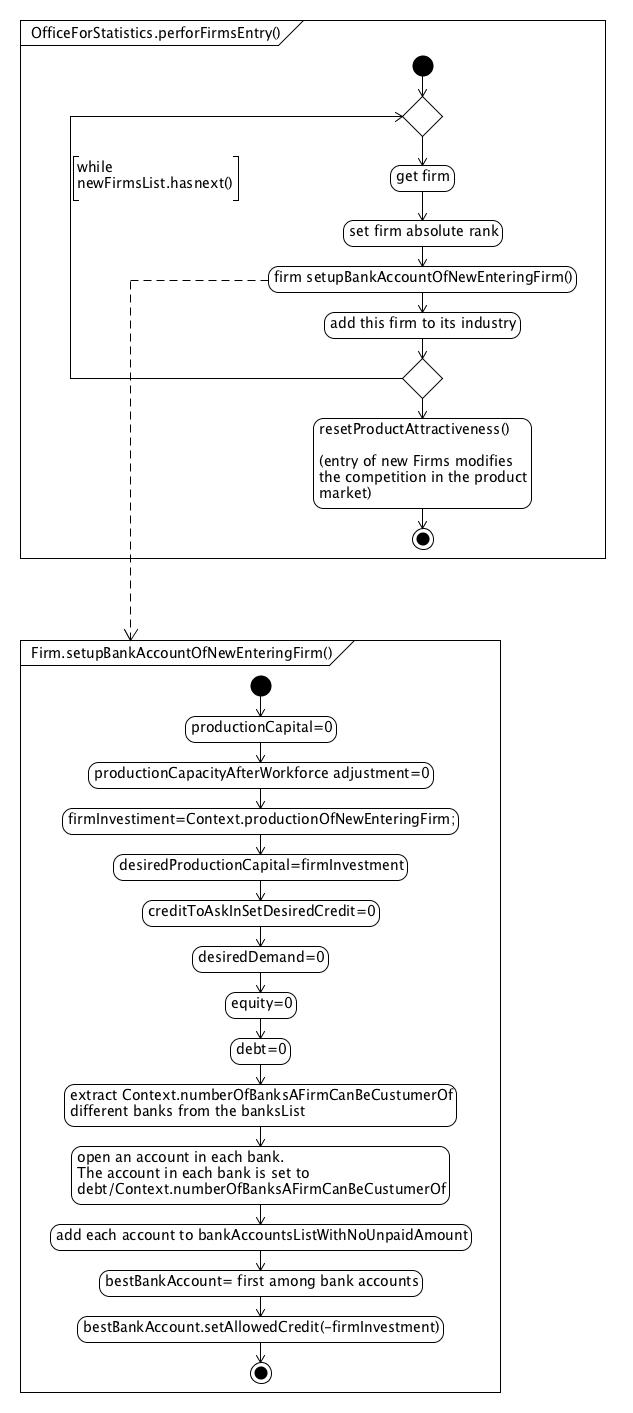 OfficeForStatistics.perforFirmsEntry()
while
newFirmsList.hasnext()
get firm
set firm absolute rank
firm setupBankAccountOfNewEnteringFirm()
add this firm to its industry
resetProductAttractiveness()
(entry of new Firms modifies
the competition in the product
market)
Firm.setupBankAccountOfNewEnteringFirm()
productionCapital=0
productionCapacityAfterWorkforce adjustment=0
firmInvestiment=Context.productionOfNewEnteringFirm;
desiredProductionCapital=firmInvestment
creditToAskInSetDesiredCredit=0
desiredDemand=0
equity=0
debt=0
extract Context.numberOfBanksAFirmCanBeCustumerOf
different banks from the banksList
open an account in each bank.
The account in each bank is set to
debt/Context.numberOfBanksAFirmCanBeCustumerOf
add each account to bankAccountsListWithNoUnpaidAmount
bestBankAccount= first among bank accounts
bestBankAccount.setAllowedCredit(-firmInvestment)